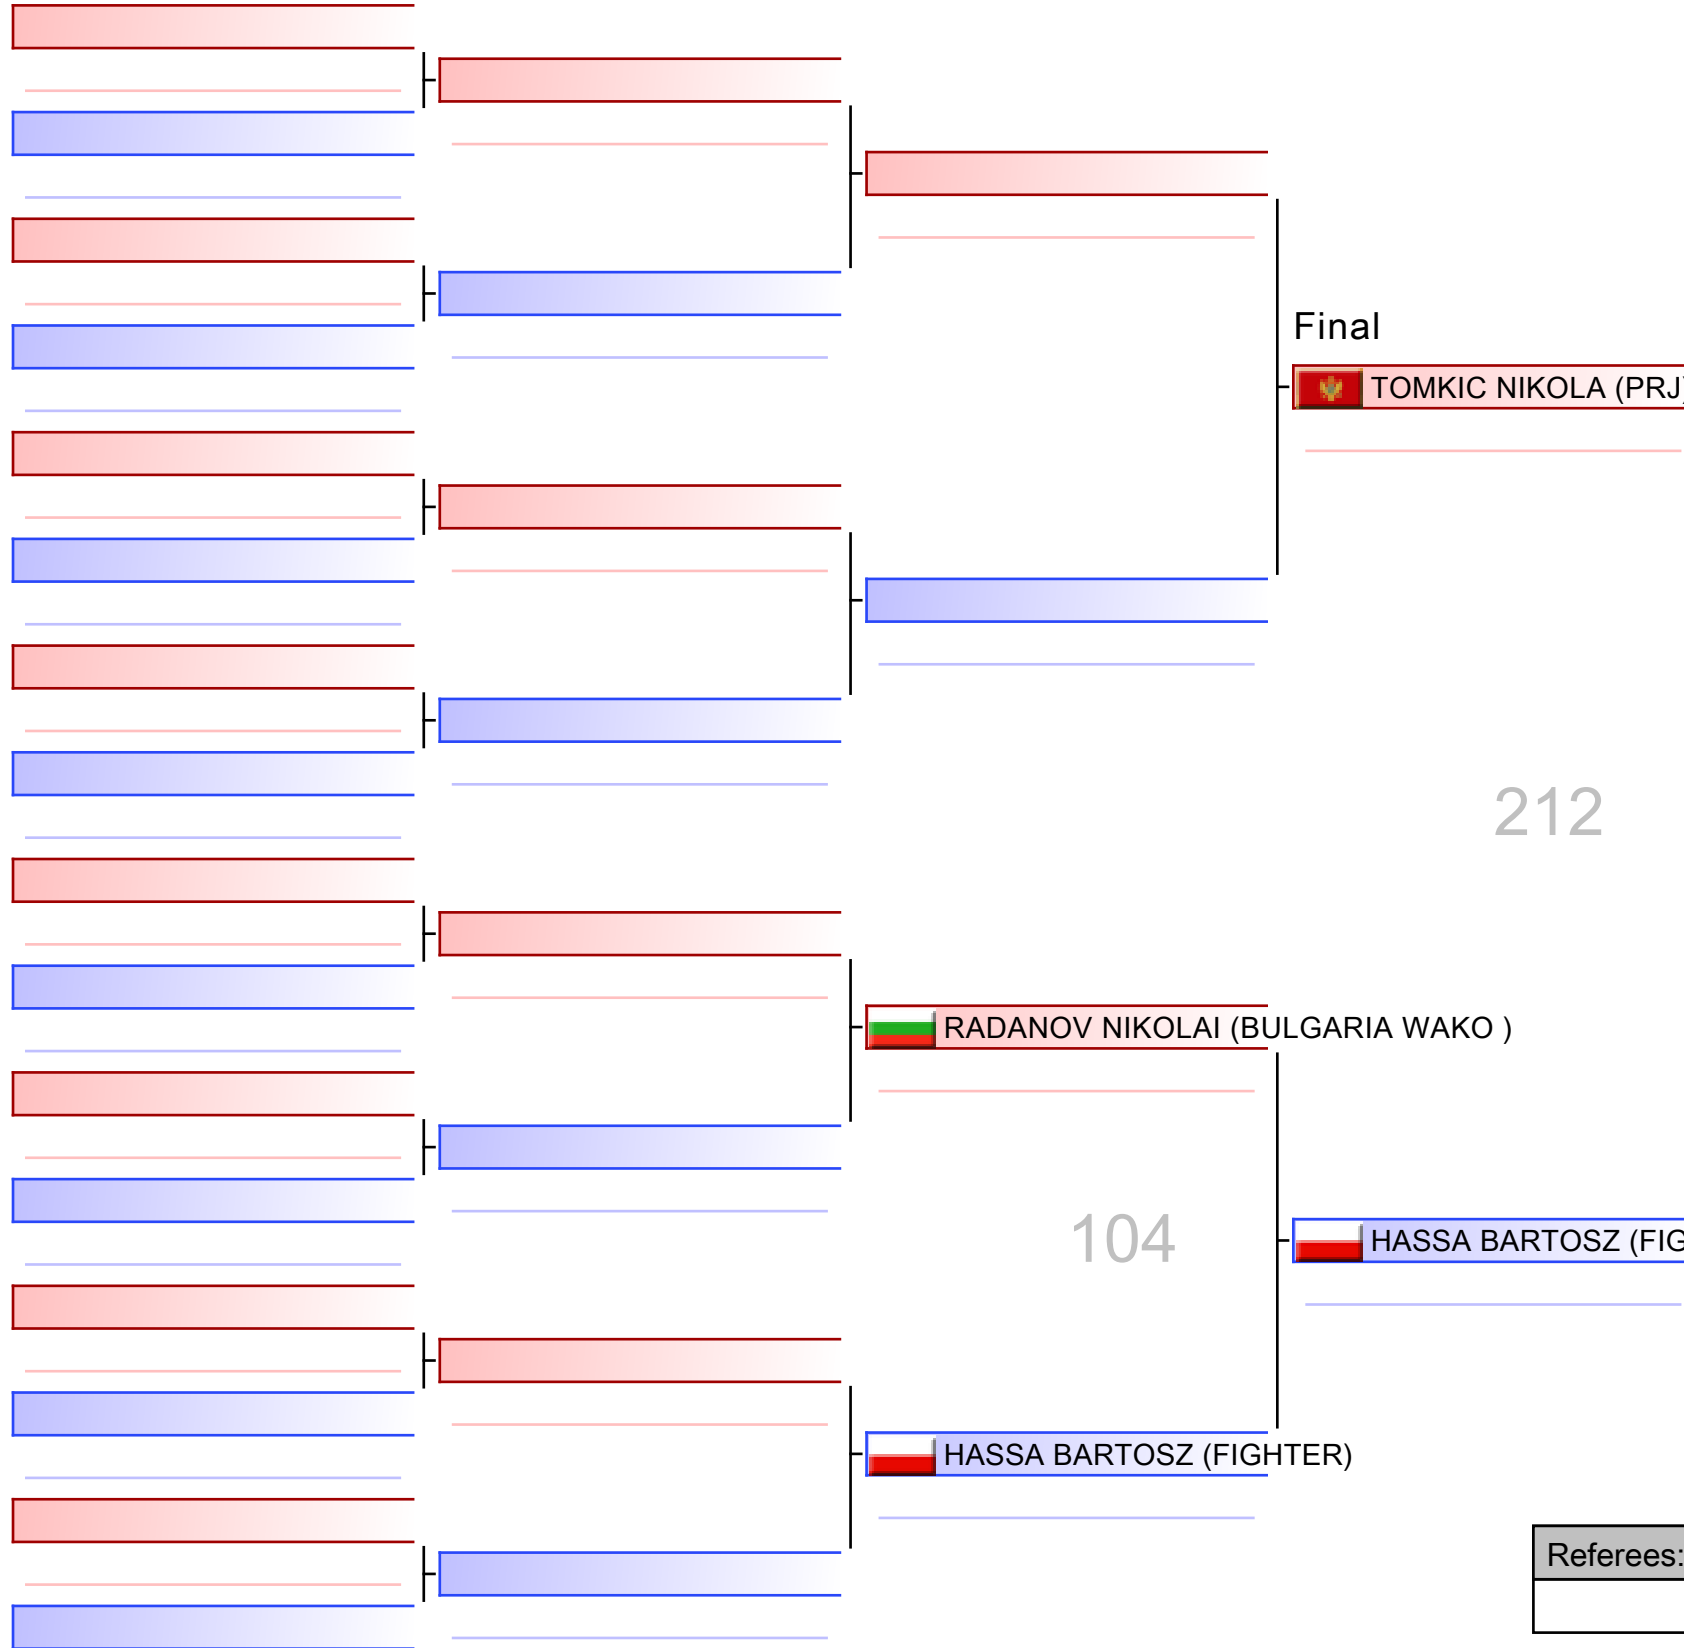 Final
TOMKIC NIKOLA (PRJ)
212
RADANOV NIKOLAI (BULGARIA WAKO )
104
HASSA BARTOSZ (FIG
HASSA BARTOSZ (FIGHTER)
Referees: